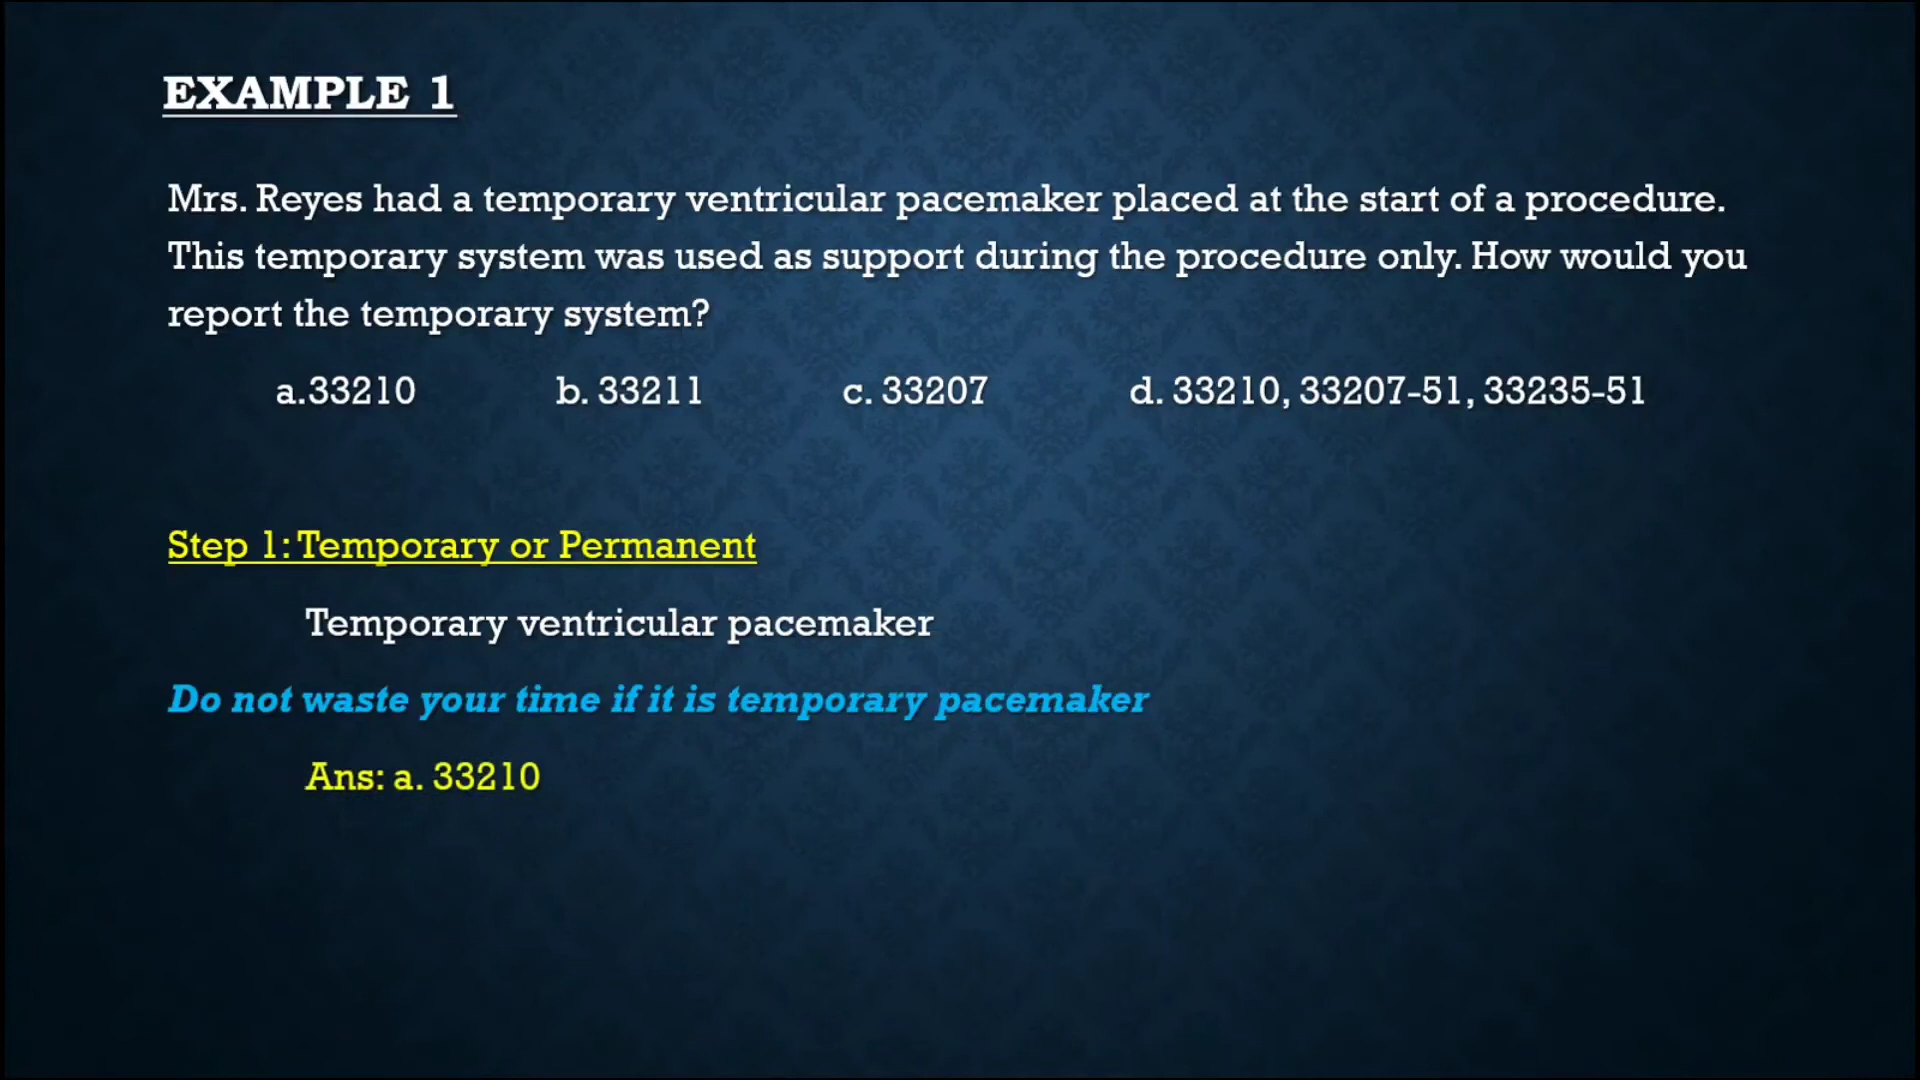 EXAMPLE 1
Mrs. Reyes had a temporary ventricular pacemaker placed at the start of a procedure.
This temporary system was used as support during the procedure only. How would you
report the temporary system?
a.33210 b. 33211 c. 33207 d. 33210, 33207-51, 33235-51
Step 1: Temporary or Permanent
Temporary ventricular pacemaker
Do not waste your time if it is temporary pacemaker
Ans: a. 33210